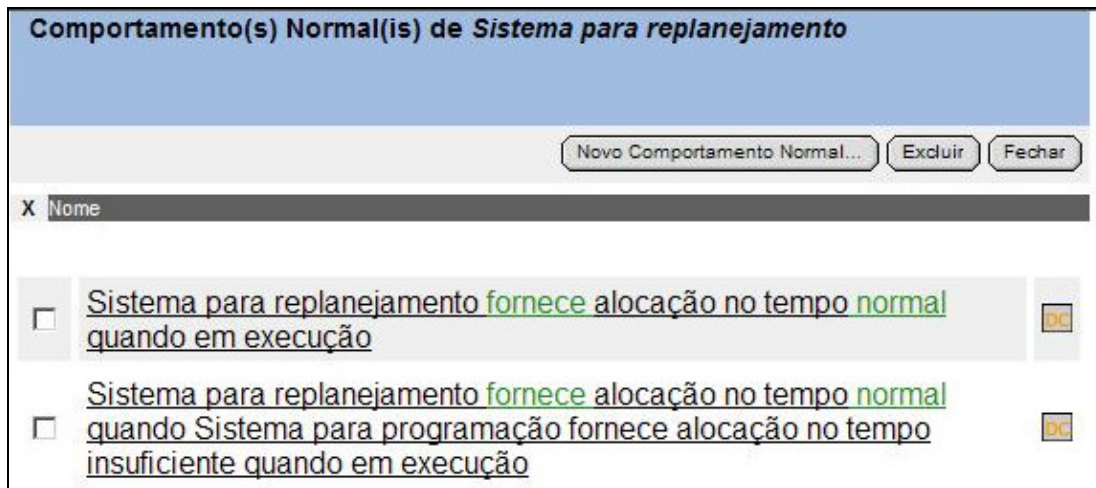 Comportamento(s) Normal(is) de Sistema para replanejamento
Novo Comportamento Normal... Excluir Fechar
X Nome
Sistema para replanejamento fornece alocação no tempo normal
quando em execução
DC
Sistema para replanejamento fornece alocação no tempo normal
quando Sistema para programação fornece alocação no tempo
insuficiente quando em execução
DC